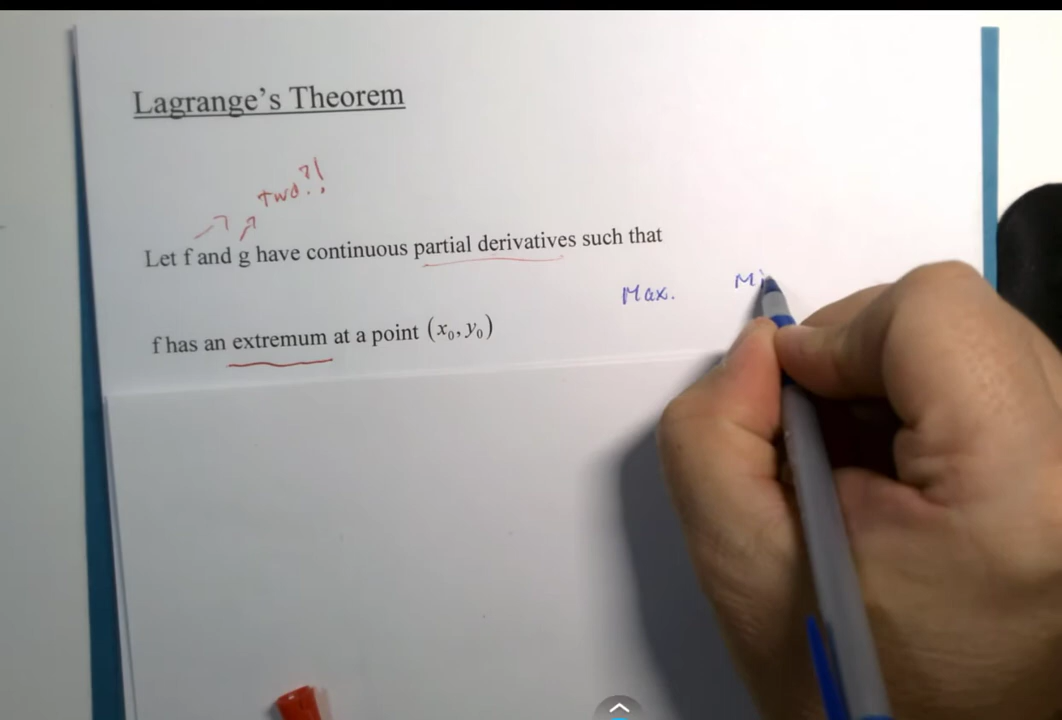 Lagrange's Theorem
two?!
Let f and g have continuous partial derivatives such that
Max. Mi
f has an extremum at a point (x₀, y₀)